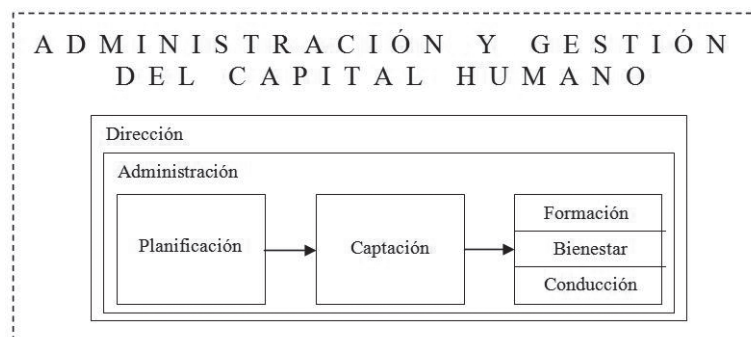 ADMINISTRACIÓN Y GESTIÓN
DEL CAPITAL HUMANO
Dirección
Administración
Planificación
Captación
Formación
Bienestar
Conducción